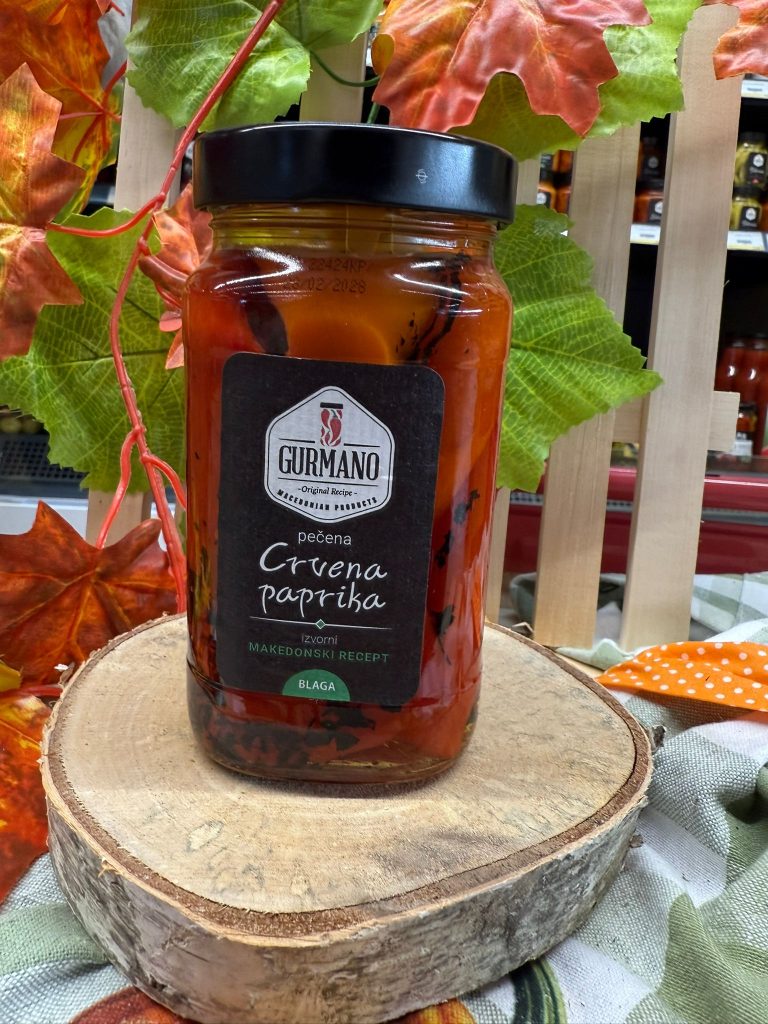 GURMANO
-Original Recipe-
MACEDONIAN PRODUCTS
pečena
Crvena
paprika
izvorni
MAKEDONSKI RECEPT
BLAGA